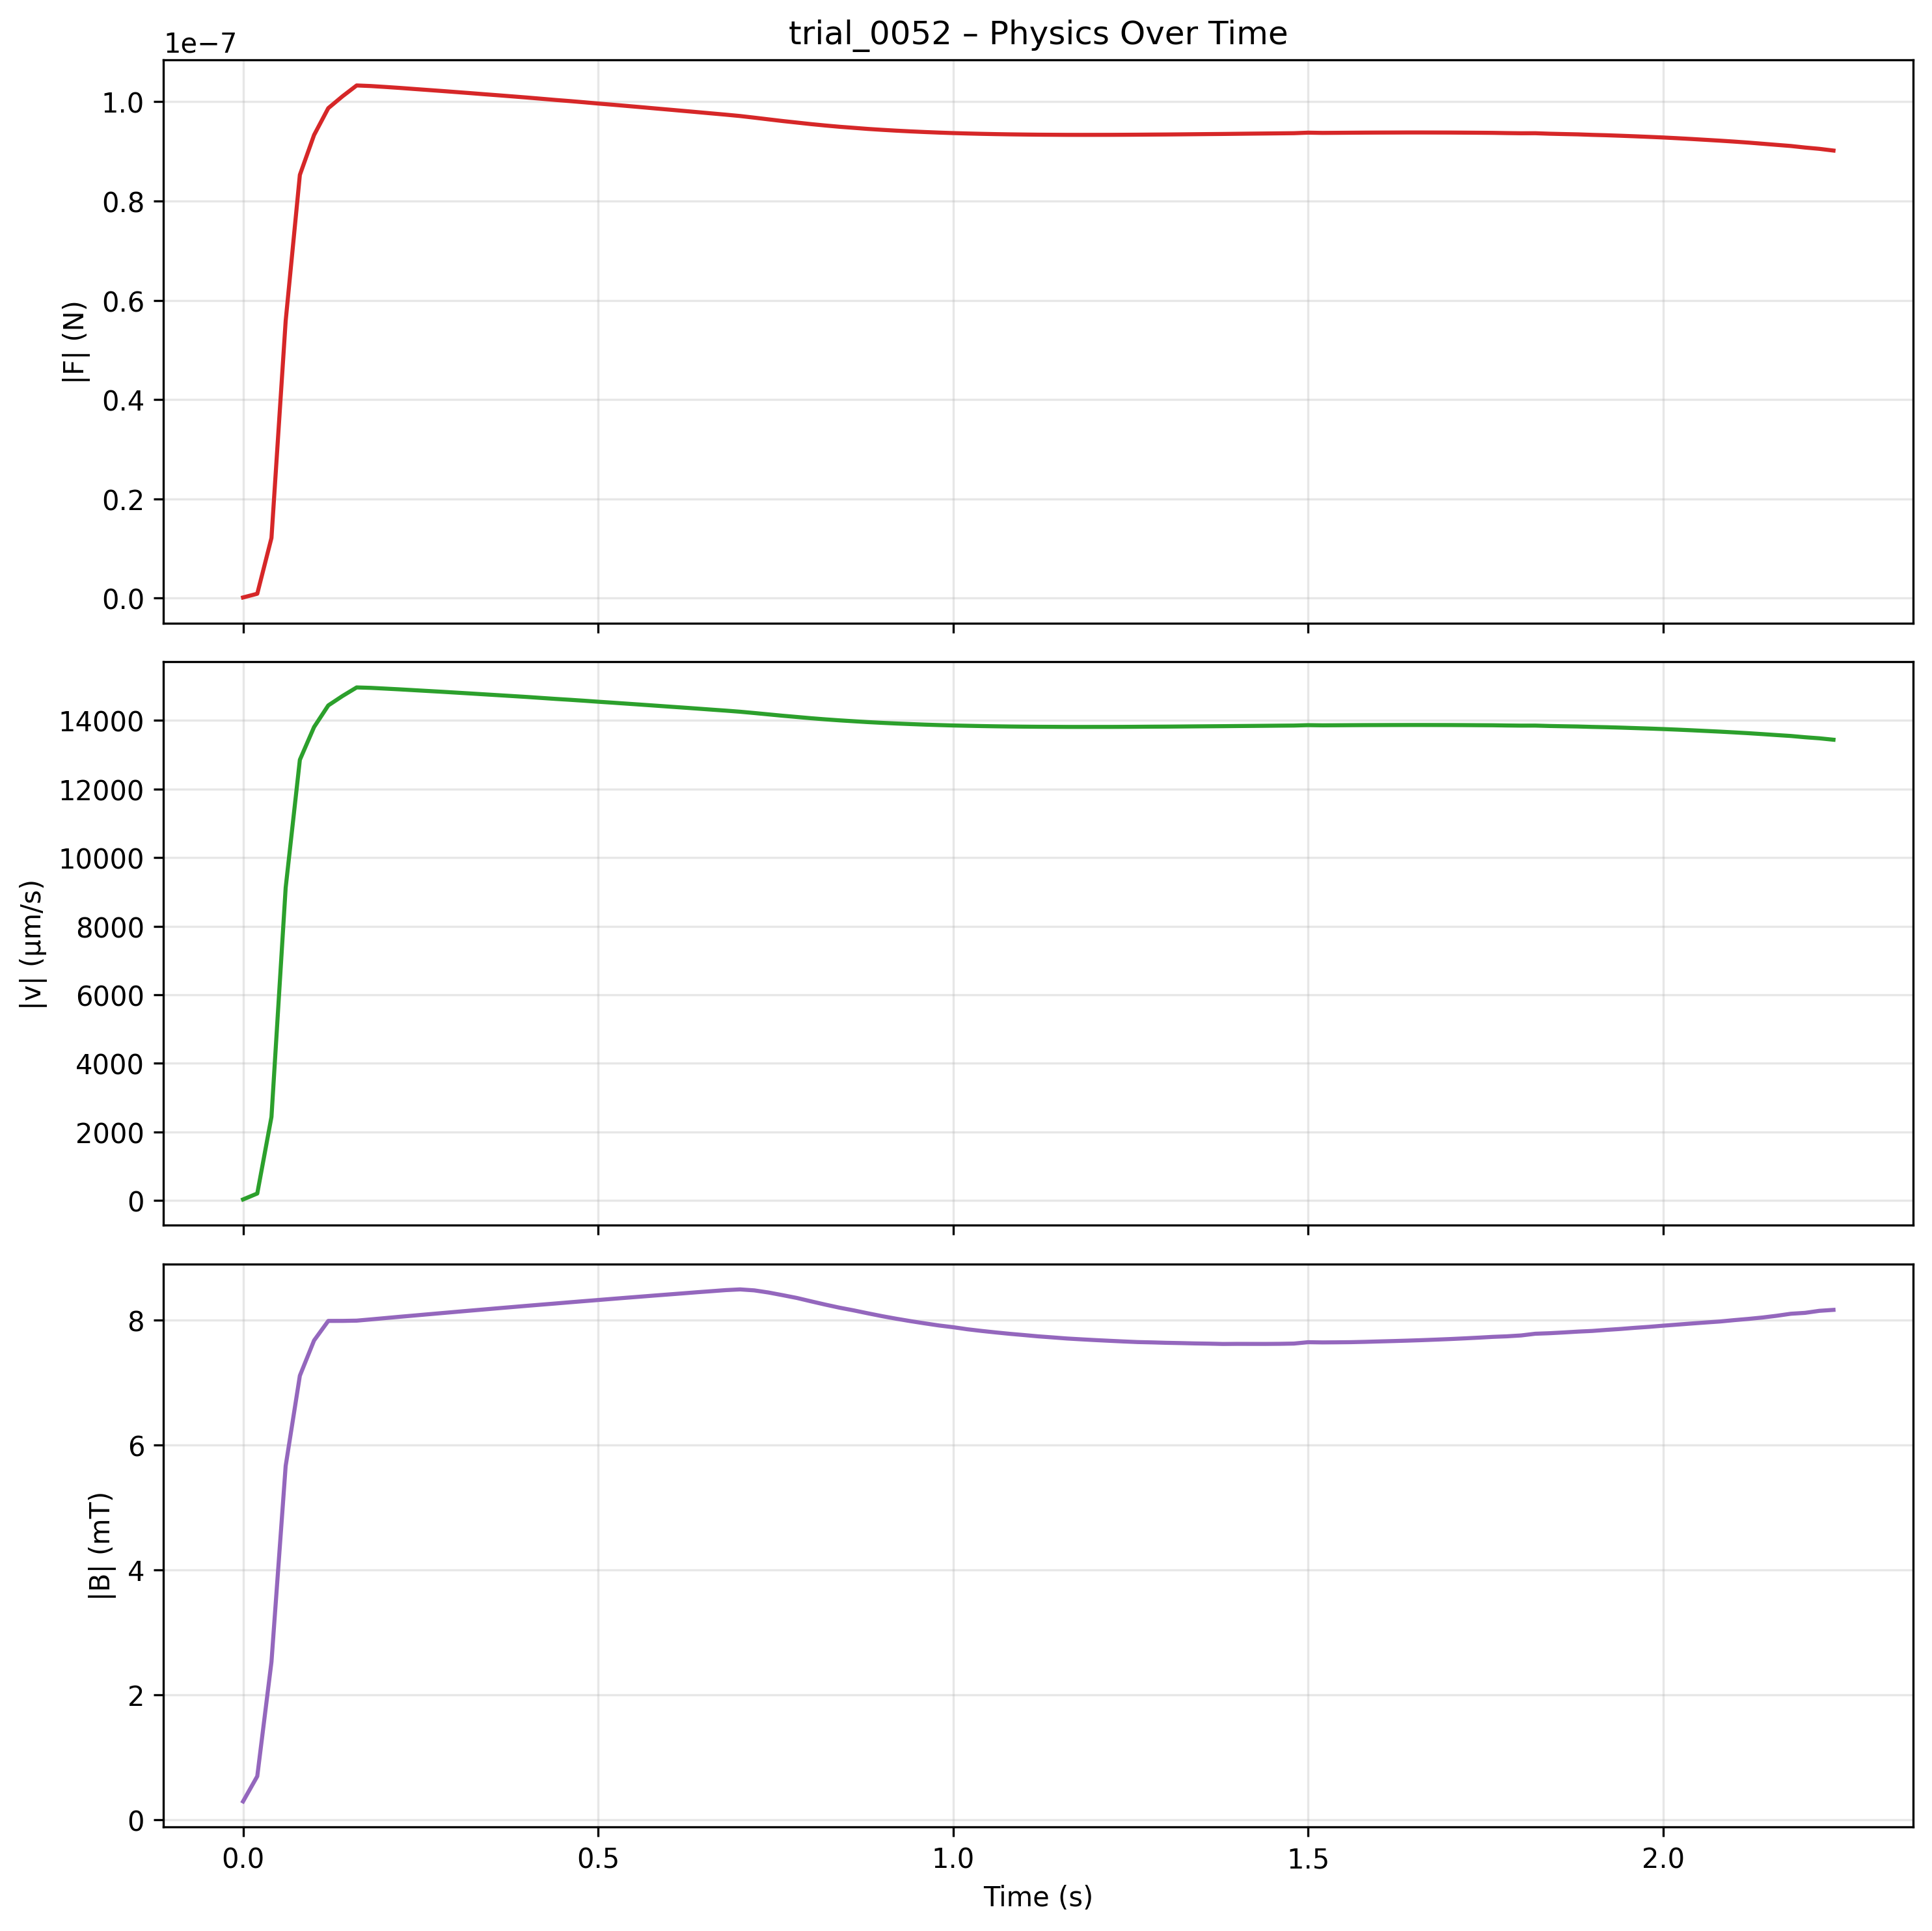 trial_0052 – Physics Over Time
1e−7
1.0
0.8
0.6
0.4
0.2
0.0
|F| (N)
14000
12000
10000
8000
6000
4000
2000
0
|v| (µm/s)
8
6
4
2
0
|B| (mT)
0.0 0.5 1.0 1.5 2.0
Time (s)